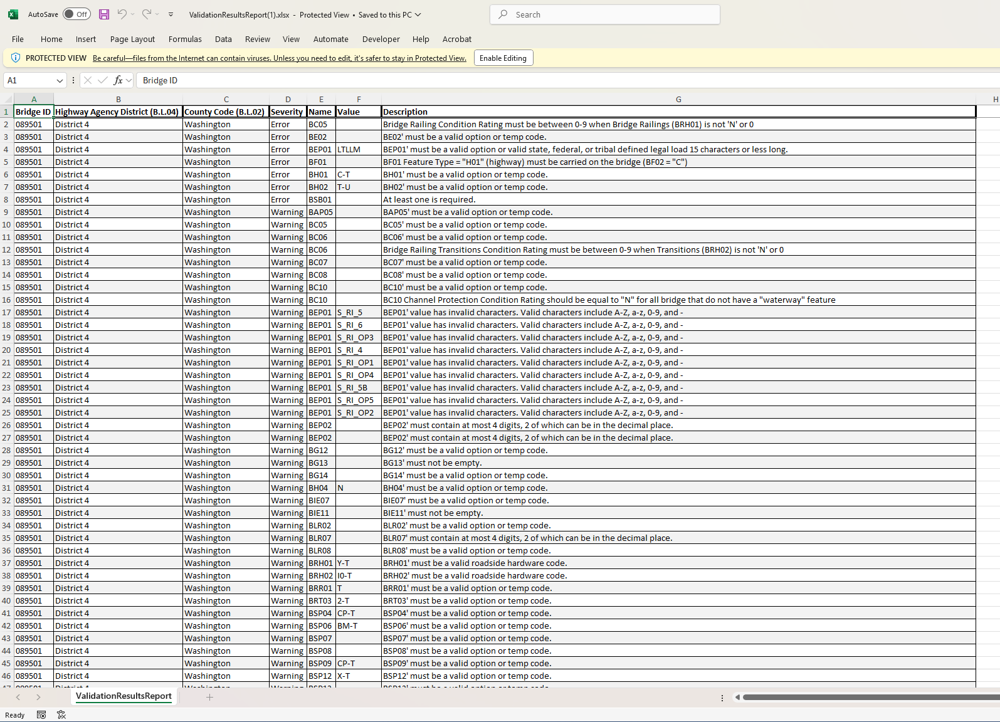 AutoSave Off ValidationResultsReport(1).xlsx - Protected View • Saved to this PC Search
File Home Insert Page Layout Formulas Data Review View Automate Developer Help Acrobat
PROTECTED VIEW Be careful—files from the Internet can contain viruses. Unless you need to edit, it's safer to stay in Protected View. Enable Editing
A1 fx Bridge ID
A B C D E F G H
1 Bridge ID Highway Agency District (B.L.04) County Code (B.L.02) Severity Name Value Description
2 089501 District 4 Washington Error BC05 Bridge Railing Condition Rating must be between 0-9 when Bridge Railings (BRH01) is not 'N' or 0
3 089501 District 4 Washington Error BE02 BE02' must be a valid option or temp code.
4 089501 District 4 Washington Error BEP01 LTLLM BEP01' must be a valid option or valid state, federal, or tribal defined legal load 15 characters or less long.
5 089501 District 4 Washington Error BF01 BF01 Feature Type = "H01" (highway) must be carried on the bridge (BF02 = "C")
6 089501 District 4 Washington Error BH01 C-T BH01' must be a valid option or temp code.
7 089501 District 4 Washington Error BH02 T-U BH02' must be a valid option or temp code.
8 089501 District 4 Washington Error BSB01 At least one is required.
9 089501 District 4 Washington Warning BAP05 BAP05' must be a valid option or temp code.
10 089501 District 4 Washington Warning BC05 BC05' must be a valid option or temp code.
11 089501 District 4 Washington Warning BC06 BC06' must be a valid option or temp code.
12 089501 District 4 Washington Warning BC06 Bridge Railing Transitions Condition Rating must be between 0-9 when Transitions (BRH02) is not 'N' or 0
13 089501 District 4 Washington Warning BC07 BC07' must be a valid option or temp code.
14 089501 District 4 Washington Warning BC08 BC08' must be a valid option or temp code.
15 089501 District 4 Washington Warning BC10 BC10' must be a valid option or temp code.
16 089501 District 4 Washington Warning BC10 BC10 Channel Protection Condition Rating should be equal to "N" for all bridge that do not have a "waterway" feature
17 089501 District 4 Washington Warning BEP01 S_RI_5 BEP01' value has invalid characters. Valid characters include A-Z, a-z, 0-9, and -
18 089501 District 4 Washington Warning BEP01 S_RI_6 BEP01' value has invalid characters. Valid characters include A-Z, a-z, 0-9, and -
19 089501 District 4 Washington Warning BEP01 S_RI_OP3 BEP01' value has invalid characters. Valid characters include A-Z, a-z, 0-9, and -
20 089501 District 4 Washington Warning BEP01 S_RI_4 BEP01' value has invalid characters. Valid characters include A-Z, a-z, 0-9, and -
21 089501 District 4 Washington Warning BEP01 S_RI_OP1 BEP01' value has invalid characters. Valid characters include A-Z, a-z, 0-9, and -
22 089501 District 4 Washington Warning BEP01 S_RI_OP4 BEP01' value has invalid characters. Valid characters include A-Z, a-z, 0-9, and -
23 089501 District 4 Washington Warning BEP01 S_RI_5B BEP01' value has invalid characters. Valid characters include A-Z, a-z, 0-9, and -
24 089501 District 4 Washington Warning BEP01 S_RI_OP5 BEP01' value has invalid characters. Valid characters include A-Z, a-z, 0-9, and -
25 089501 District 4 Washington Warning BEP01 S_RI_OP2 BEP01' value has invalid characters. Valid characters include A-Z, a-z, 0-9, and -
26 089501 District 4 Washington Warning BEP02 BEP02' must contain at most 4 digits, 2 of which can be in the decimal place.
27 089501 District 4 Washington Warning BEP02 BEP02' must contain at most 4 digits, 2 of which can be in the decimal place.
28 089501 District 4 Washington Warning BG12 BG12' must be a valid option or temp code.
29 089501 District 4 Washington Warning BG13 BG13' must not be empty.
30 089501 District 4 Washington Warning BG14 BG14' must be a valid option or temp code.
31 089501 District 4 Washington Warning BH04 N BH04' must be a valid option or temp code.
32 089501 District 4 Washington Warning BIE07 BIE07' must be a valid option or temp code.
33 089501 District 4 Washington Warning BIE11 BIE11' must not be empty.
34 089501 District 4 Washington Warning BLR02 BLR02' must be a valid option or temp code.
35 089501 District 4 Washington Warning BLR07 BLR07' must contain at most 4 digits, 2 of which can be in the decimal place.
36 089501 District 4 Washington Warning BLR08 BLR08' must be a valid option or temp code.
37 089501 District 4 Washington Warning BRH01 Y-T BRH01' must be a valid roadside hardware code.
38 089501 District 4 Washington Warning BRH02 I0-T BRH02' must be a valid roadside hardware code.
39 089501 District 4 Washington Warning BRR01 T BRR01' must be a valid option or temp code.
40 089501 District 4 Washington Warning BRT03 2-T BRT03' must be a valid option or temp code.
41 089501 District 4 Washington Warning BSP04 CP-T BSP04' must be a valid option or temp code.
42 089501 District 4 Washington Warning BSP06 BM-T BSP06' must be a valid option or temp code.
43 089501 District 4 Washington Warning BSP07 BSP07' must be a valid option or temp code.
44 089501 District 4 Washington Warning BSP08 BSP08' must be a valid option or temp code.
45 089501 District 4 Washington Warning BSP09 CP-T BSP09' must be a valid option or temp code.
46 089501 District 4 Washington Warning BSP12 X-T BSP12' must be a valid option or temp code.
ValidationResultsReport
Ready